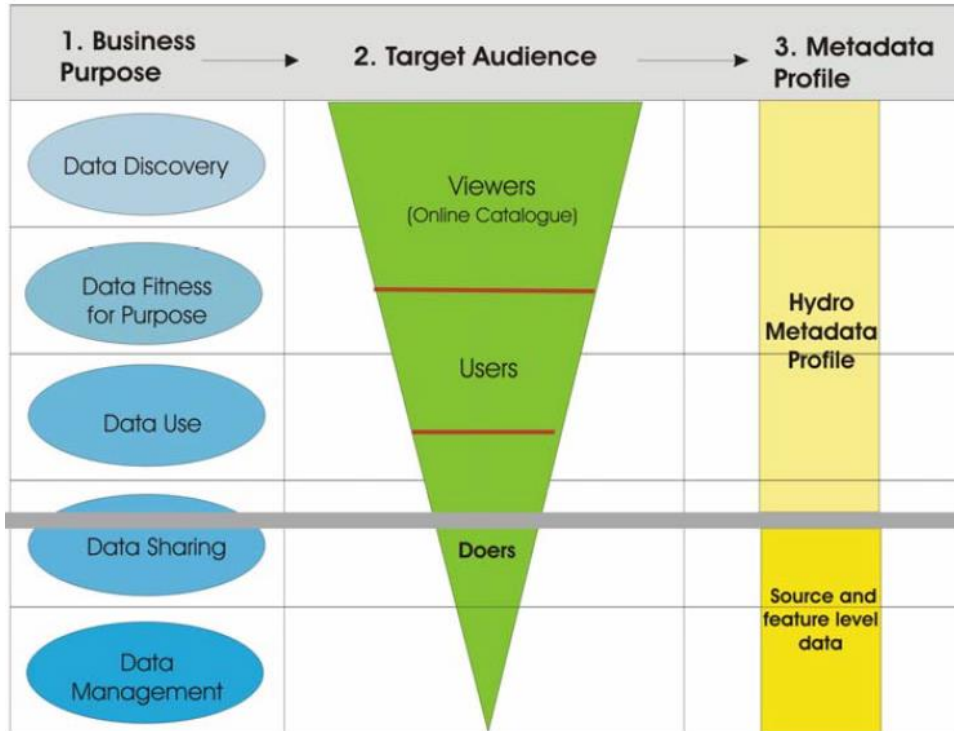 1. Business
Purpose
2. Target Audience
3. Metadata
Profile
Data Discovery
Viewers
(Online Catalogue)
Data Fitness
for Purpose
Hydro
Metadata
Profile
Users
Data Use
Data Sharing
Doers
Source and
feature level
data
Data
Management